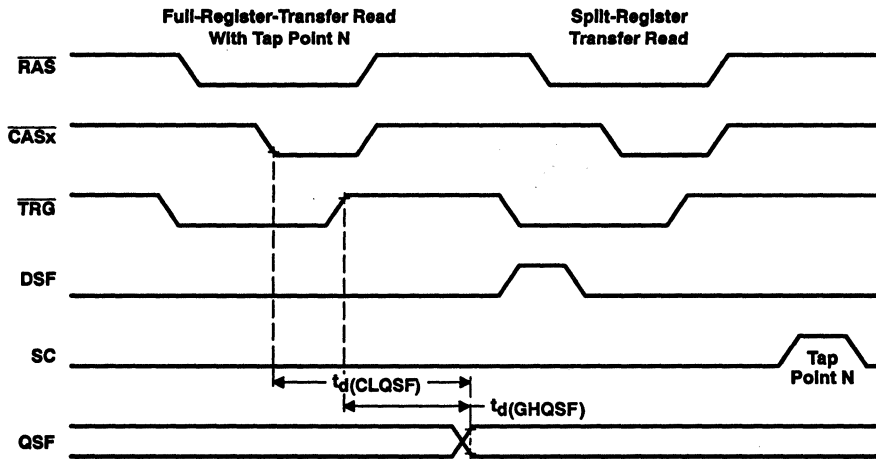 Full-Register-Transfer Read
With Tap Point N
Split-Register
Transfer Read
RAS
CASx
TRG
DSF
SC
Tap
Point N
td(CLQSF)
td(GHQSF)
QSF